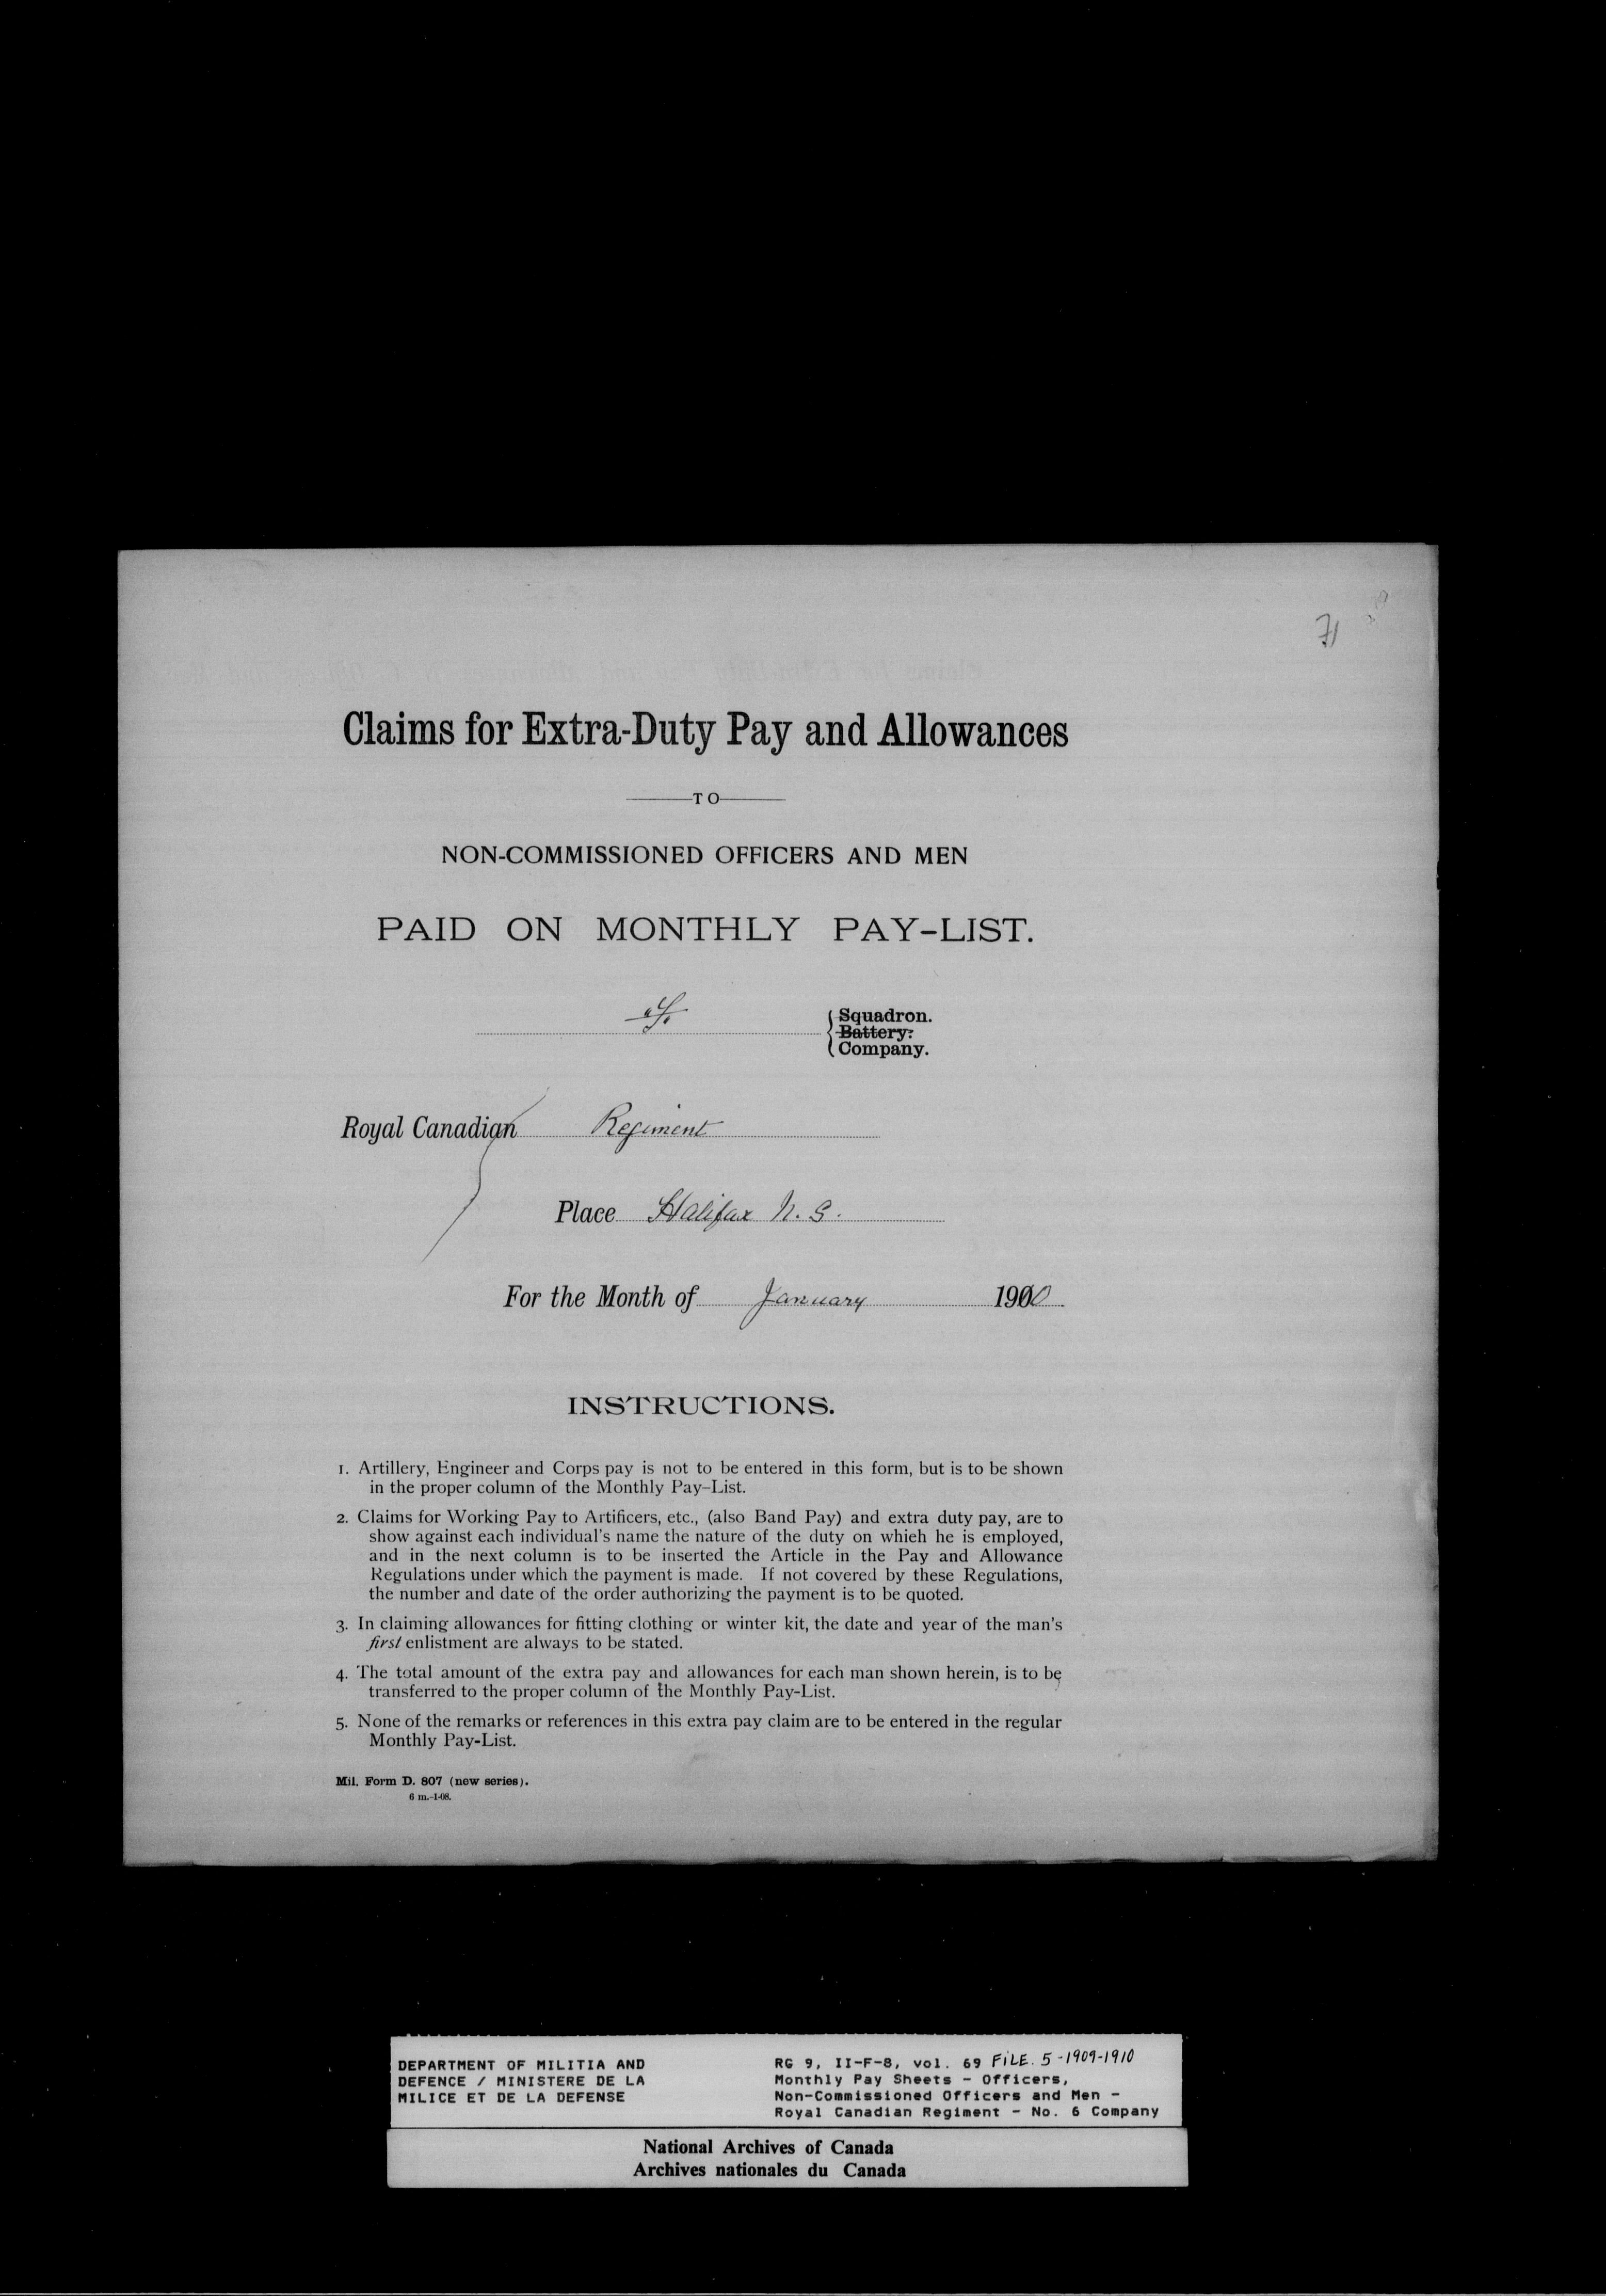 71
Claims for Extra-Duty Pay and Allowances
TO
NON-COMMISSIONED OFFICERS AND MEN
PAID ON MONTHLY PAY-LIST.
Squadron.
Battery.
Company.
Royal Canadian Regiment
Place Halifax N. S.
For the Month of January 1910
INSTRUCTIONS.
1. Artillery, Engineer and Corps pay is not to be entered in this form, but is to be shown
in the proper column of the Monthly Pay-List.
2. Claims for Working Pay to Artificers, etc., (also Band Pay) and extra duty pay, are to
show against each individual's name the nature of the duty on whieh he is employed,
and in the next column is to be inserted the Article in the Pay and Allowance
Regulations under which the payment is made. If not covered by these Regulations,
the number and date of the order authorizing the payment is to be quoted.
3. In claiming allowances for fitting clothing or winter kit, the date and year of the man's
first enlistment are always to be stated.
4. The total amount of the extra pay and allowances for each man shown herein, is to be
transferred to the proper column of the Monthly Pay-List.
5. None of the remarks or references in this extra pay claim are to be entered in the regular
Monthly Pay-List.
Mil. Form D. 807 (new series).
6 m.-1-08.
DEPARTMENT OF MILITIA AND
DEFENCE / MINISTERE DE LA
MILICE ET DE LA DEFENSE
RG 9, II-F-8, vol. 69 FILE. 5-1909-1910
Monthly Pay Sheets - Officers,
Non-Commissioned Officers and Men -
Royal Canadian Regiment - No. 6 Company
National Archives of Canada
Archives nationales du Canada